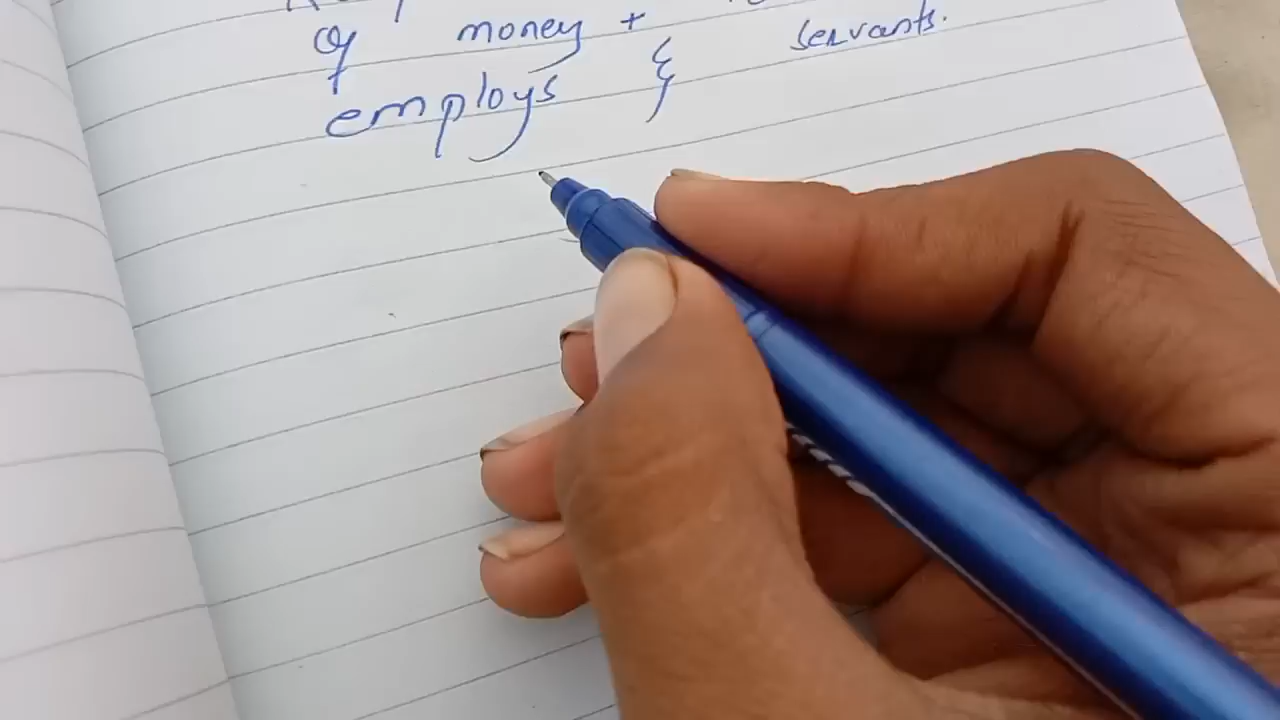 of money +
employs & servants.